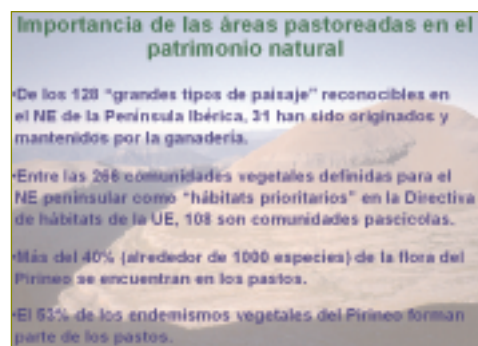 Importancia de las áreas pastoreadas en el
patrimonio natural
•De los 128 "grandes tipos de paisaje" reconocibles en
el NE de la Península Ibérica, 31 han sido originados y
mantenidos por la ganadería.
•Entre las 266 comunidades vegetales definidas para el
NE peninsular como "hábitats prioritarios" en la Directiva
de hábitats de la UE, 108 son comunidades pascícolas.
•Más del 40% (alrededor de 1000 especies) de la flora del
Pirineo se encuentran en los pastos.
•El 53% de los endemismos vegetales del Pirineo forman
parte de los pastos.